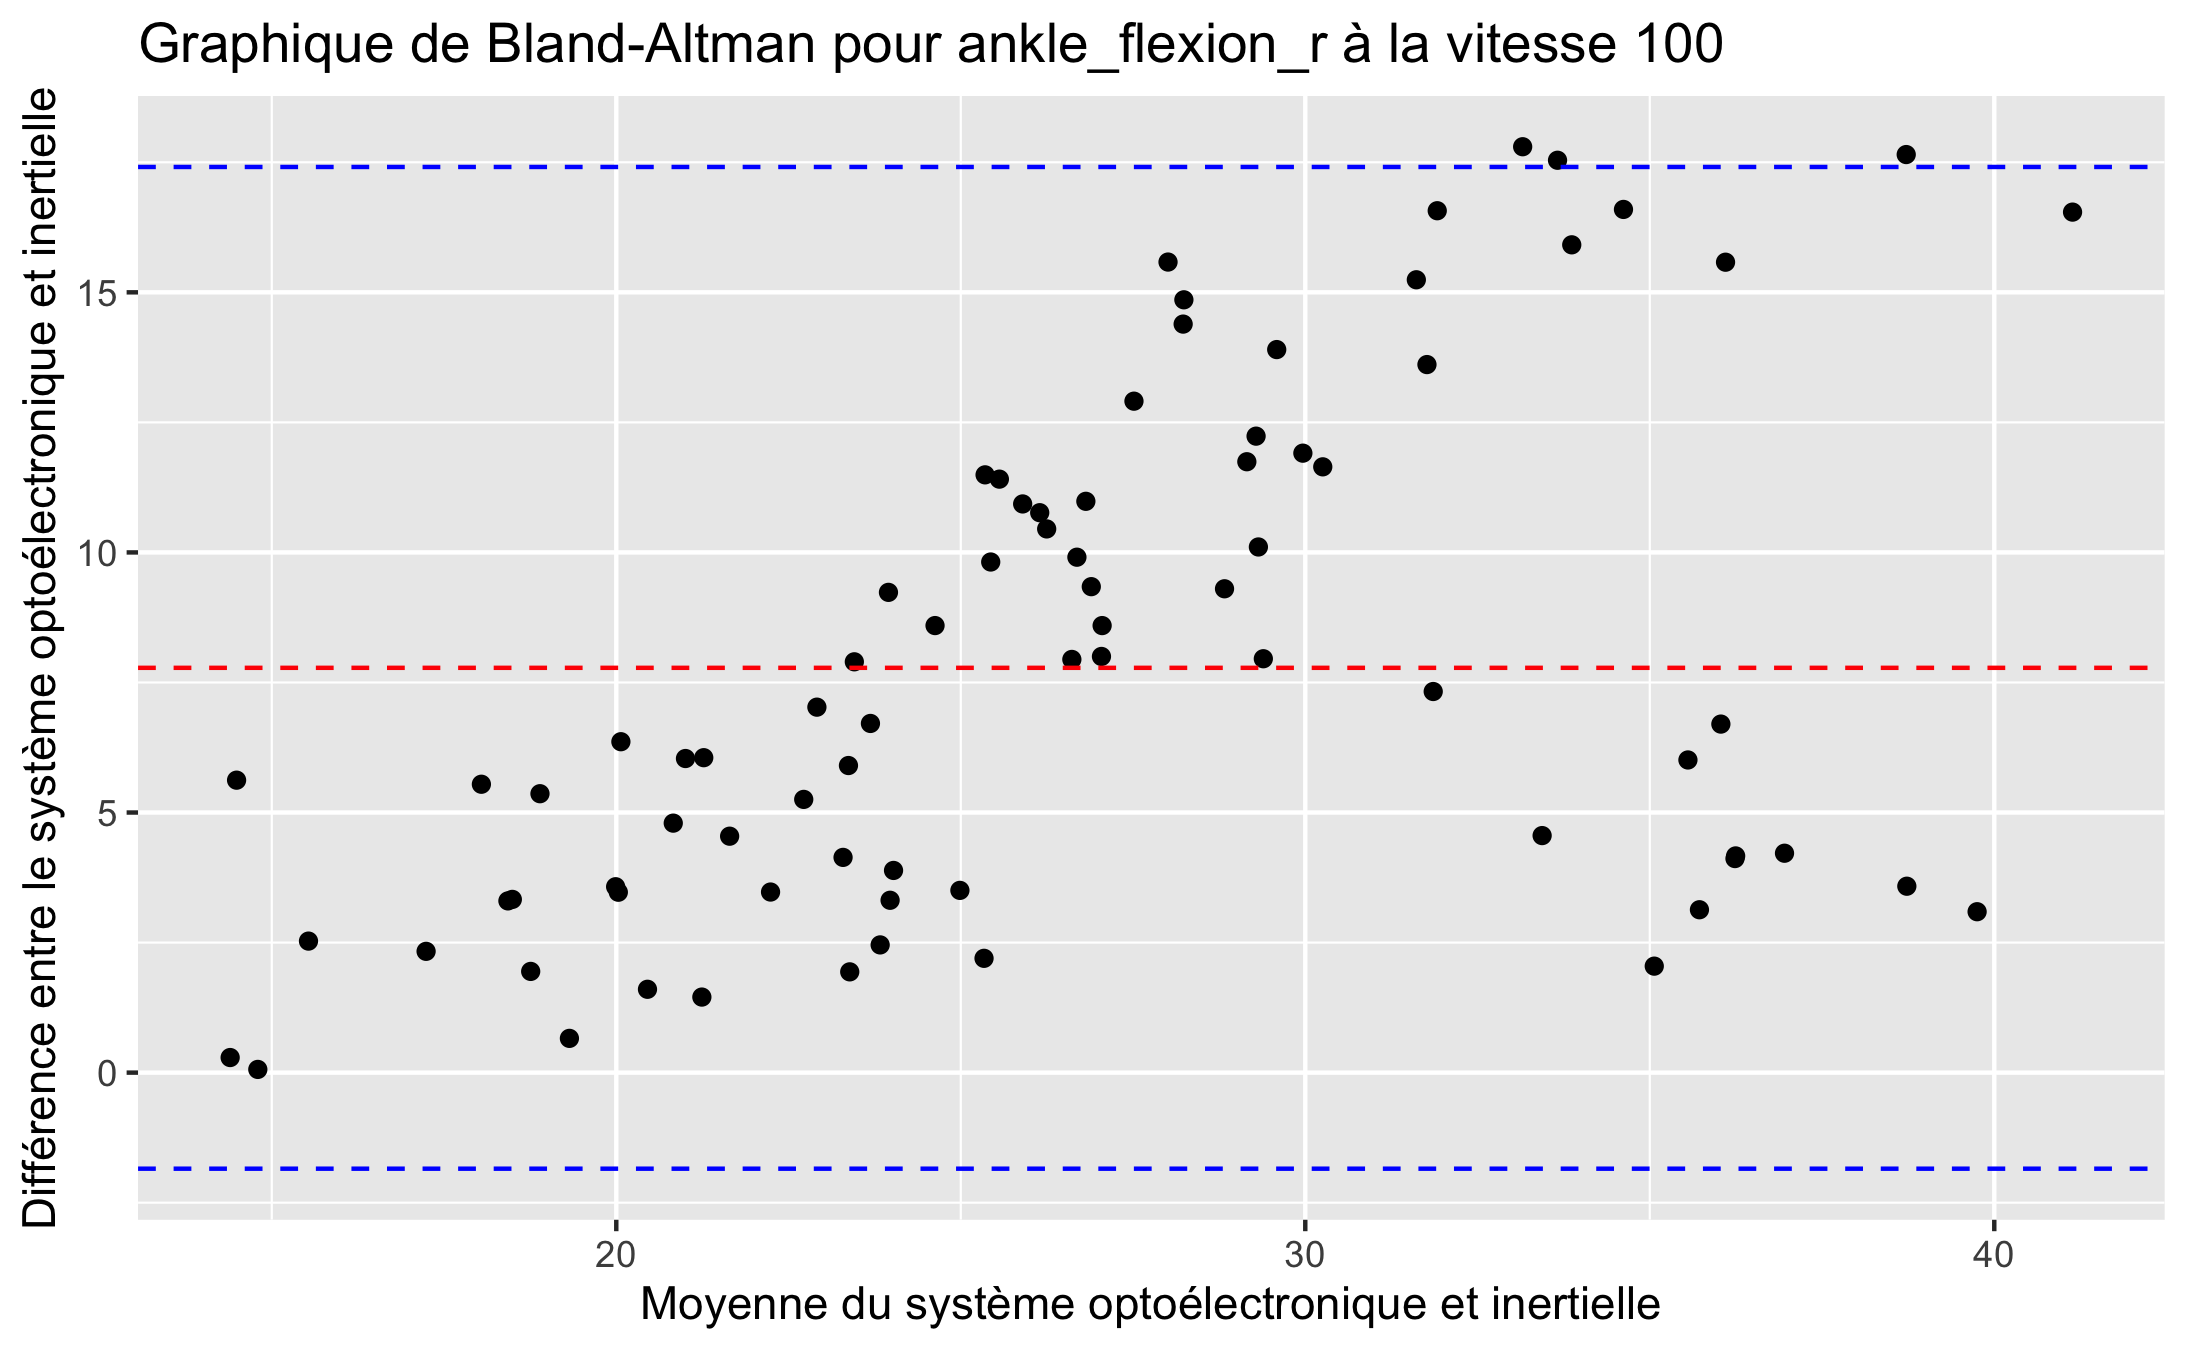 Graphique de Bland-Altman pour ankle_flexion_r à la vitesse 100
Différence entre le système optoélectronique et inertielle
15
10
5
0
20
30
40
Moyenne du système optoélectronique et inertielle